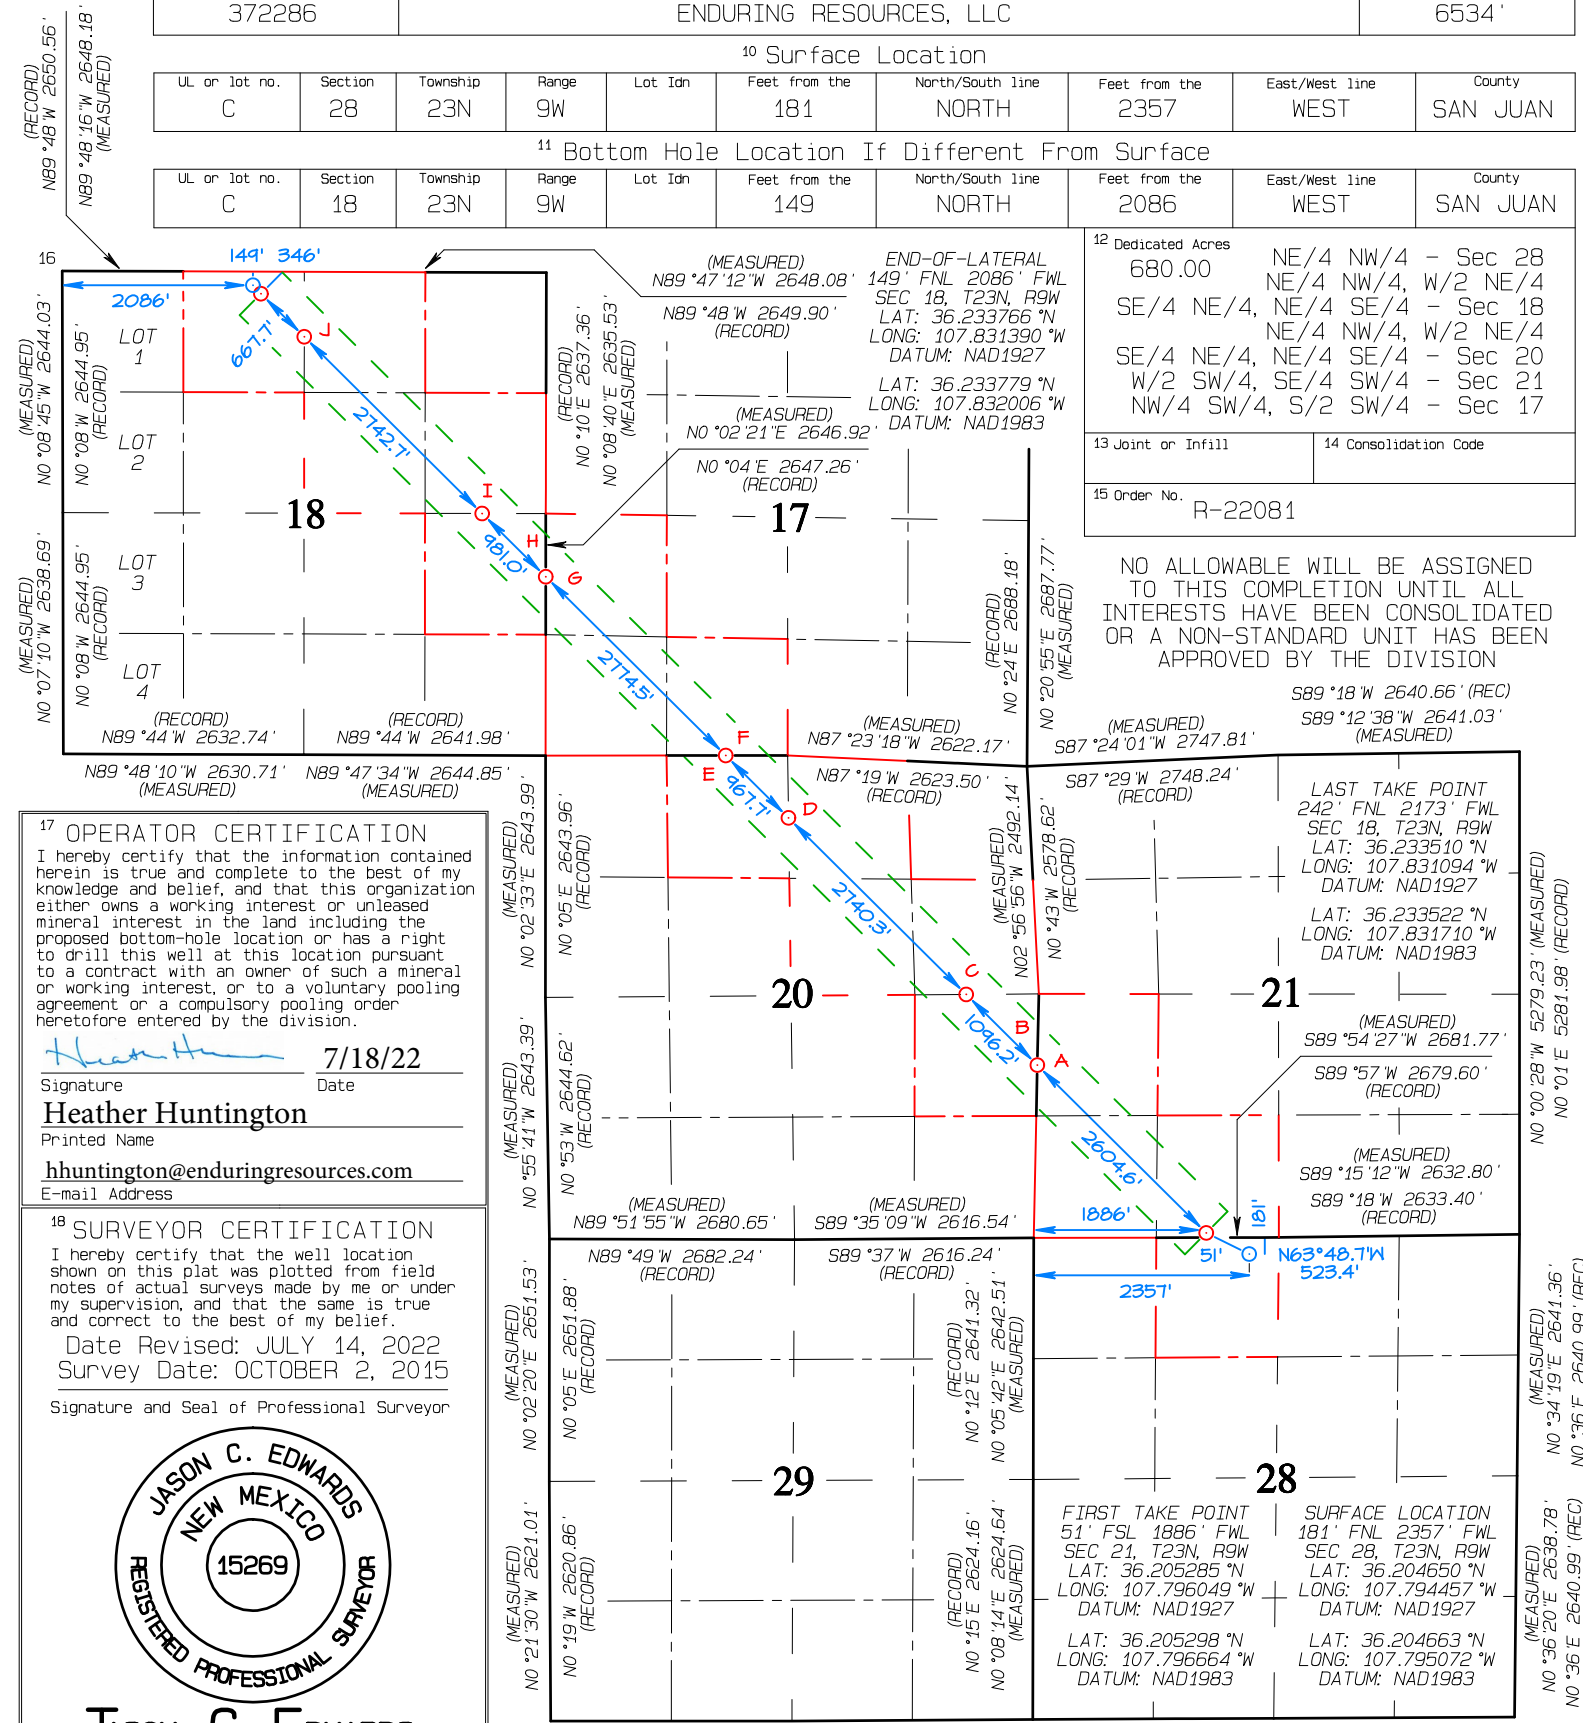 372286 ENDURING RESOURCES, LLC 6534'
10 Surface Location
UL or lot no. Section Township Range Lot Idn Feet from the North/South line Feet from the East/West line County
C 28 23N 9W 181 NORTH 2357 WEST SAN JUAN
11 Bottom Hole Location If Different From Surface
UL or lot no. Section Township Range Lot Idn Feet from the North/South line Feet from the East/West line County
C 18 23N 9W 149 NORTH 2086 WEST SAN JUAN
12 Dedicated Acres
680.00
NE/4 NW/4 - Sec 28
NE/4 NW/4, W/2 NE/4
SE/4 NE/4, NE/4 SE/4 - Sec 18
NE/4 NW/4, W/2 NE/4
SE/4 NE/4, NE/4 SE/4 - Sec 20
W/2 SW/4, SE/4 SW/4 - Sec 21
NW/4 SW/4, S/2 SW/4 - Sec 17
13 Joint or Infill
14 Consolidation Code
15 Order No.
R-22081
NO ALLOWABLE WILL BE ASSIGNED
TO THIS COMPLETION UNTIL ALL
INTERESTS HAVE BEEN CONSOLIDATED
OR A NON-STANDARD UNIT HAS BEEN
APPROVED BY THE DIVISION
16
(RECORD)
N89°48'W 2650.56'
N89°48'16"W 2648.18'
(MEASURED)
149' 346'
2086'
(MEASURED)
N89°47'12"W 2648.08'
N89°48'W 2649.90'
(RECORD)
END-OF-LATERAL
149' FNL 2086' FWL
SEC 18, T23N, R9W
LAT: 36.233766°N
LONG: 107.831390°W
DATUM: NAD1927
LAT: 36.233779°N
LONG: 107.832006°W
DATUM: NAD1983
(MEASURED)
N0°08'45"W 2644.03'
N0°08'W 2644.95'
(RECORD)
LOT
1
LOT
2
LOT
3
LOT
4
667.7'
J
2742.7'
I
18
981.0'
H
G
(RECORD)
N0°10'E 2637.36'
N0°08'40"E 2635.53'
(MEASURED)
(MEASURED)
N0°02'21"E 2646.92'
N0°04'E 2647.26'
(RECORD)
17
(MEASURED)
N0°07'10"W 2638.69'
N0°08'W 2644.95'
(RECORD)
2774.5'
(RECORD)
N0°24'E 2688.18'
N0°20'55"E 2687.77'
(MEASURED)
(RECORD)
N89°44'W 2632.74'
(RECORD)
N89°44'W 2641.98'
F
E
(MEASURED)
N87°23'18"W 2622.17'
(MEASURED)
S87°24'01"W 2747.81'
S89°18'W 2640.66'(REC)
S89°12'38"W 2641.03'
(MEASURED)
N89°48'10"W 2630.71'
(MEASURED)
N89°47'34"W 2644.85'
(MEASURED)
967.7'
D
N87°19'W 2623.50'
(RECORD)
S87°29'W 2748.24'
(RECORD)
LAST TAKE POINT
242' FNL 2173' FWL
SEC 18, T23N, R9W
LAT: 36.233510°N
LONG: 107.831094°W
DATUM: NAD1927
LAT: 36.233522°N
LONG: 107.831710°W
DATUM: NAD1983
(MEASURED)
N0°02'33"E 2643.99'
N0°05'E 2643.96'
(RECORD)
2740.3'
(MEASURED)
N02°56'56"W 2492.14'
N0°43'W 2578.62'
(RECORD)
N0°00'28"W 5279.23'(MEASURED)
N0°01'E 5281.98'(RECORD)
20
C
B
1096.2'
A
21
(MEASURED)
S89°54'27"W 2681.77'
S89°57'W 2679.60'
(RECORD)
(MEASURED)
N0°55'41"W 2643.39'
N0°53'W 2644.62'
(RECORD)
2604.6'
(MEASURED)
S89°15'12"W 2632.80'
S89°18'W 2633.40'
(RECORD)
(MEASURED)
N89°51'55"W 2680.65'
(MEASURED)
S89°35'09"W 2616.54'
1886'
181'
51'
N63°48.7'W
523.4'
2357'
N89°49'W 2682.24'
(RECORD)
S89°37'W 2616.24'
(RECORD)
(MEASURED)
N0°02'20"E 2651.53'
N0°05'E 2651.88'
(RECORD)
(RECORD)
N0°12'E 2641.32'
N0°05'42"E 2642.51'
(MEASURED)
(MEASURED)
N0°34'19"E 2641.36'
N0°36'E 2640.99'(REC)
29
28
(MEASURED)
N0°21'30"W 2621.01'
N0°19'W 2620.86'
(RECORD)
(RECORD)
N0°15'E 2624.16'
N0°08'14"E 2624.64'
(MEASURED)
FIRST TAKE POINT
51' FSL 1886' FWL
SEC 21, T23N, R9W
LAT: 36.205285°N
LONG: 107.796049°W
DATUM: NAD1927
LAT: 36.205298°N
LONG: 107.796664°W
DATUM: NAD1983
SURFACE LOCATION
181' FNL 2357' FWL
SEC 28, T23N, R9W
LAT: 36.204650°N
LONG: 107.794457°W
DATUM: NAD1927
LAT: 36.204663°N
LONG: 107.795072°W
DATUM: NAD1983
(MEASURED)
N0°36'20"E 2638.78'
N0°36'E 2640.99'(REC)
17 OPERATOR CERTIFICATION
I hereby certify that the information contained
herein is true and complete to the best of my
knowledge and belief, and that this organization
either owns a working interest or unleased
mineral interest in the land including the
proposed bottom-hole location or has a right
to drill this well at this location pursuant
to a contract with an owner of such a mineral
or working interest, or to a voluntary pooling
agreement or a compulsory pooling order
heretofore entered by the division.
7/18/22
Signature Date
Heather Huntington
Printed Name
hhuntington@enduringresources.com
E-mail Address
18 SURVEYOR CERTIFICATION
I hereby certify that the well location
shown on this plat was plotted from field
notes of actual surveys made by me or under
my supervision, and that the same is true
and correct to the best of my belief.
Date Revised: JULY 14, 2022
Survey Date: OCTOBER 2, 2015
Signature and Seal of Professional Surveyor
JASON C. EDWARDS
NEW MEXICO
15269
REGISTERED PROFESSIONAL SURVEYOR
JASON C. EDWARDS